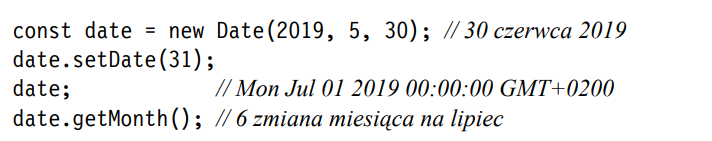 const date = new Date(2019, 5, 30); // 30 czerwca 2019
date.setDate(31);
date; // Mon Jul 01 2019 00:00:00 GMT+0200
date.getMonth(); // 6 zmiana miesiąca na lipiec